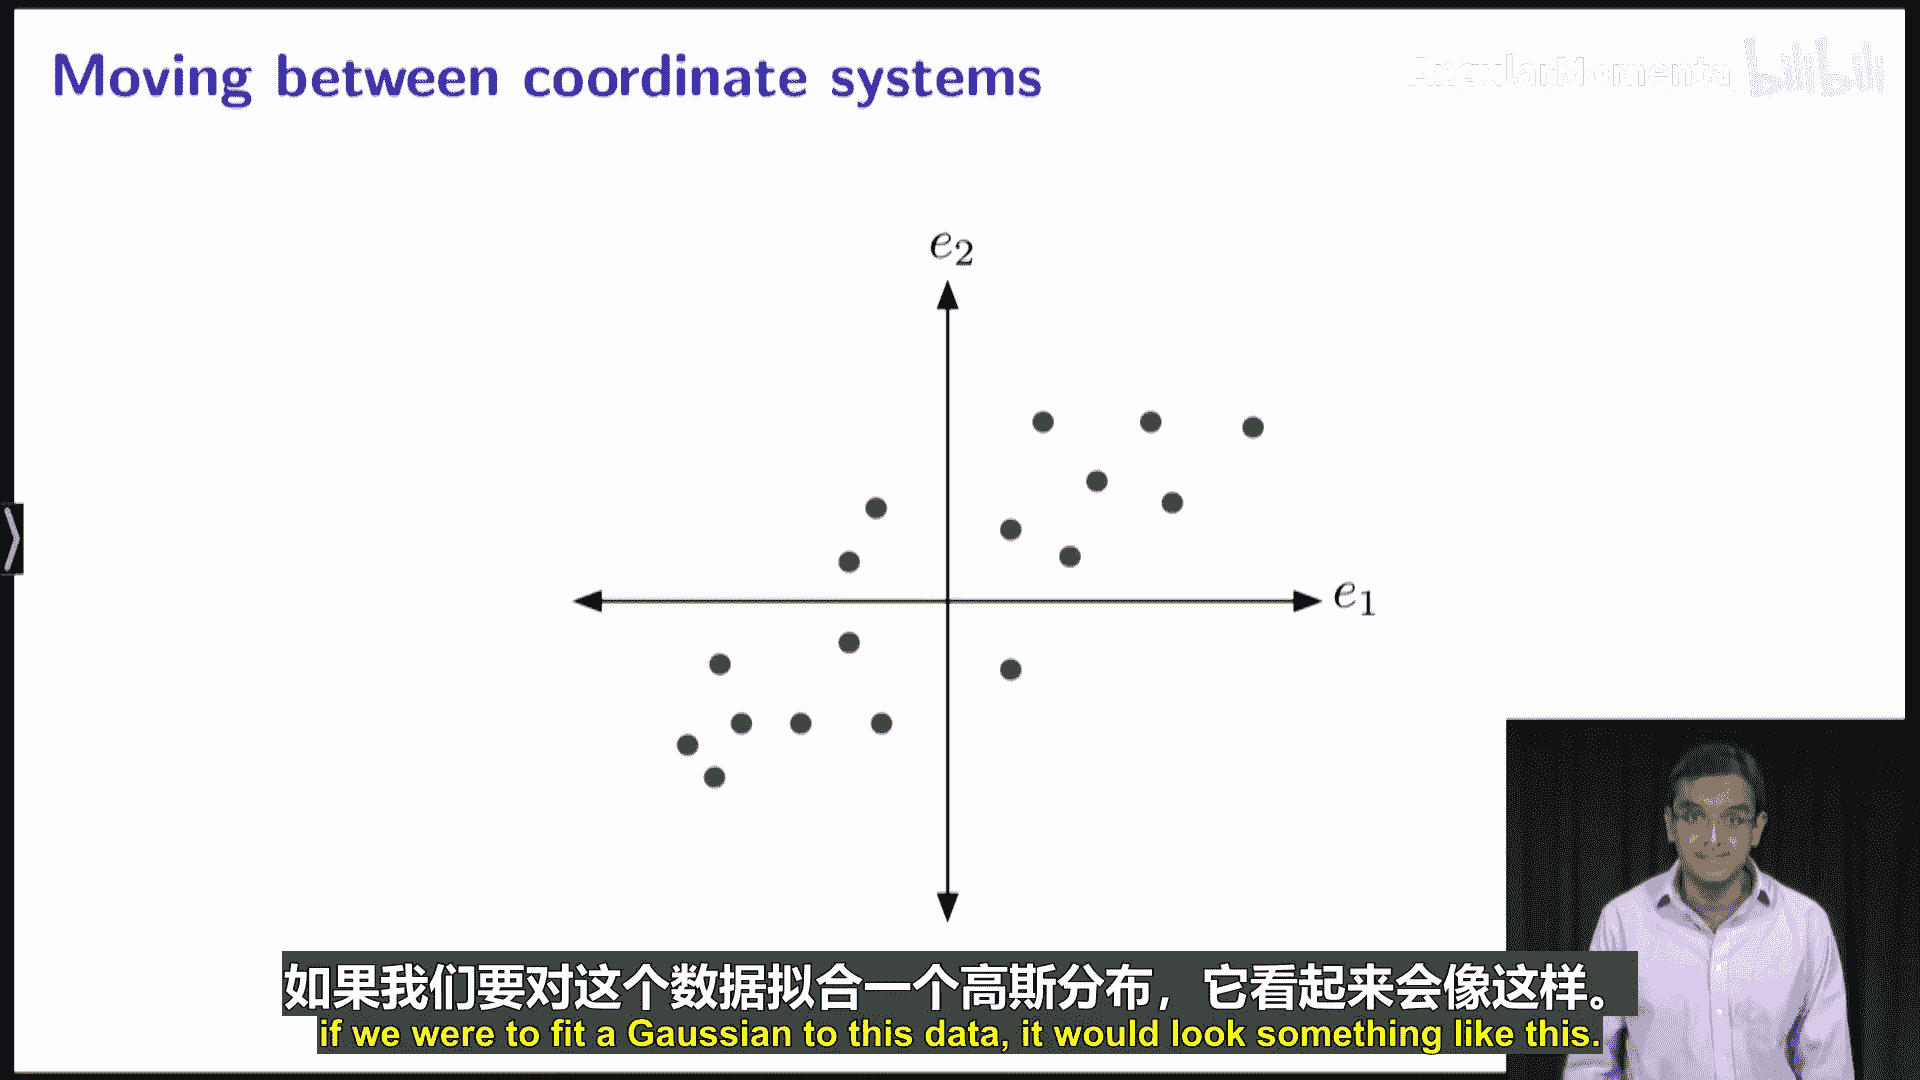 Moving between coordinate systems
AngularMomenta bilibili
e₂
e₁
如果我们要对这个数据拟合一个高斯分布，它看起来会像这样。
if we were to fit a Gaussian to this data, it would look something like this.